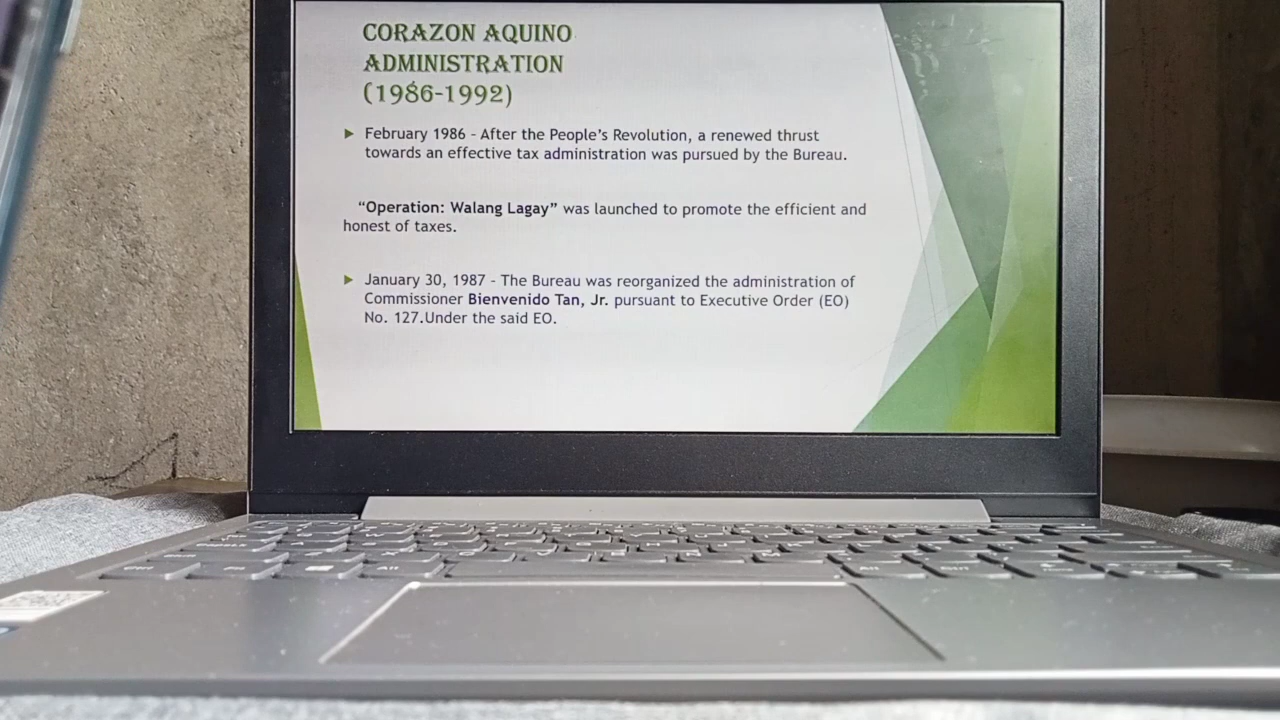 CORAZON AQUINO
ADMINISTRATION
(1986-1992)
February 1986 - After the People's Revolution, a renewed thrust
towards an effective tax administration was pursued by the Bureau.
"Operation: Walang Lagay" was launched to promote the efficient and
honest of taxes.
January 30, 1987 - The Bureau was reorganized the administration of
Commissioner Bienvenido Tan, Jr. pursuant to Executive Order (EO)
No. 127.Under the said EO.